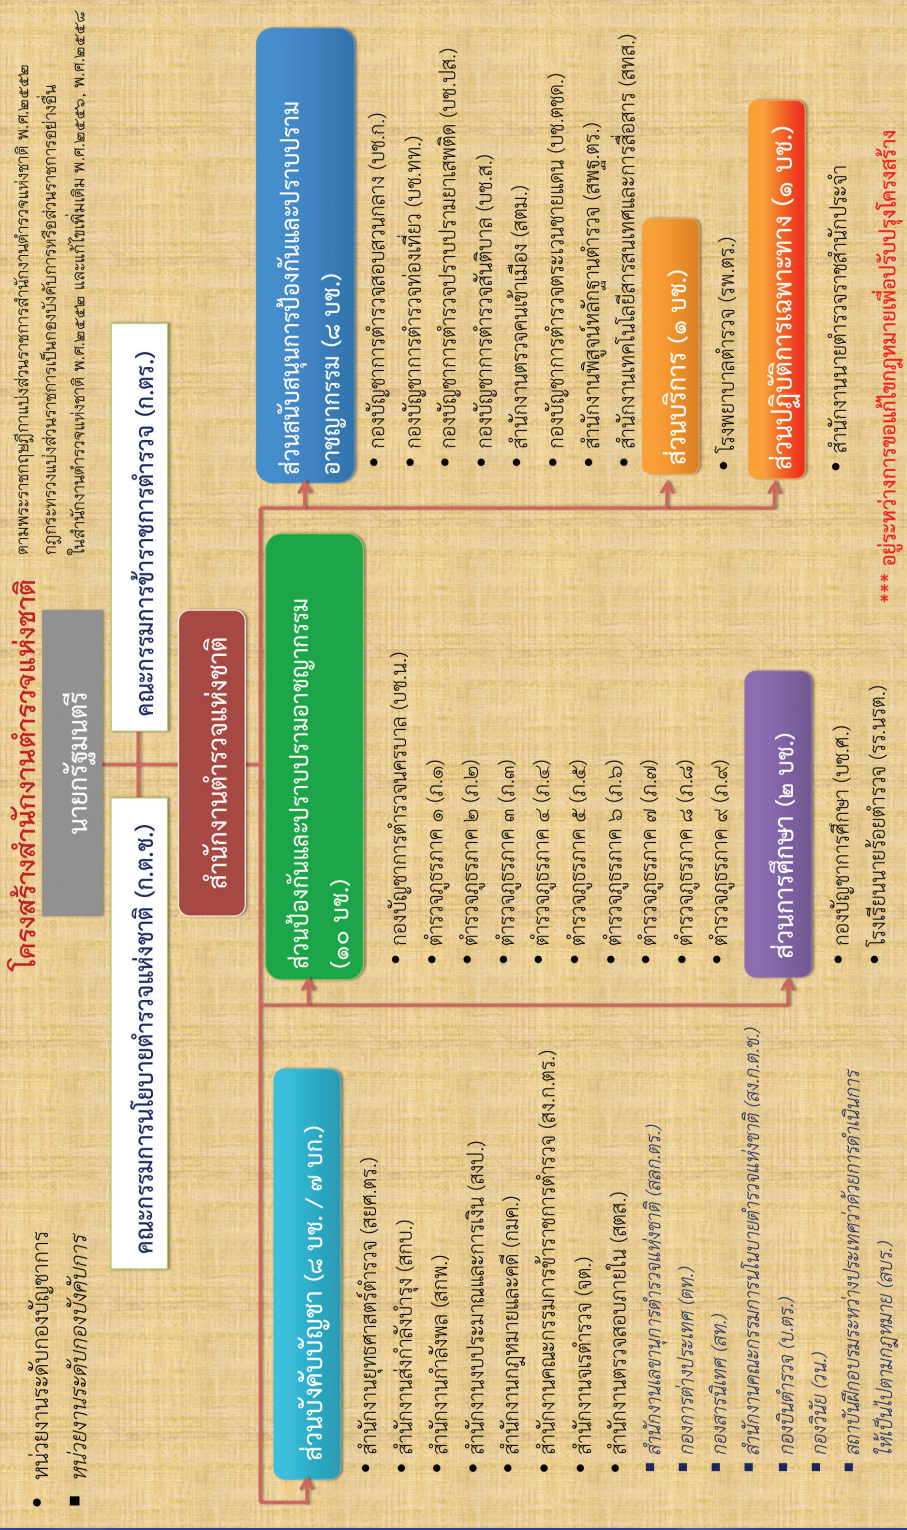 โครงสร้างสำนักงานตำรวจแห่งชาติ
ตามพระราชกฤษฎีกาแบ่งส่วนราชการสำนักงานตำรวจแห่งชาติ พ.ศ.๒๕๕๒
กฎกระทรวงแบ่งส่วนราชการเป็นกองบังคับการหรือส่วนราชการอย่างอื่น
ในสำนักงานตำรวจแห่งชาติ พ.ศ.๒๕๕๒ และแก้ไขเพิ่มเติม พ.ศ.๒๕๕๖, พ.ศ.๒๕๕๘
• หน่วยงานระดับกองบัญชาการ
■ หน่วยงานระดับกองบังคับการ
นายกรัฐมนตรี
คณะกรรมการนโยบายตำรวจแห่งชาติ (ก.ต.ช.)
คณะกรรมการข้าราชการตำรวจ (ก.ตร.)
สำนักงานตำรวจแห่งชาติ
ส่วนบังคับบัญชา (๘ บช. / ๗ บก.)
• สำนักงานยุทธศาสตร์ตำรวจ (สยศ.ตร.)
• สำนักงานส่งกำลังบำรุง (สกบ.)
• สำนักงานกำลังพล (สกพ.)
• สำนักงานงบประมาณและการเงิน (สงป.)
• สำนักงานกฎหมายและคดี (กมค.)
• สำนักงานคณะกรรมการข้าราชการตำรวจ (สง.ก.ตร.)
• สำนักงานจเรตำรวจ (จต.)
• สำนักงานตรวจสอบภายใน (สตส.)
■ สำนักงานเลขานุการตำรวจแห่งชาติ (สลก.ตร.)
■ กองการต่างประเทศ (ตท.)
■ กองสารนิเทศ (สท.)
■ สำนักงานคณะกรรมการนโนบายตำรวจแห่งชาติ (สง.ก.ต.ช.)
■ กองบินตำรวจ (บ.ตร.)
■ กองวินัย (วน.)
■ สถาบันฝึกอบรมระหว่างประเทศว่าด้วยการดำเนินการ
ให้เป็นไปตามกฎหมาย (สบร.)
ส่วนป้องกันและปราบปรามอาชญากรรม
(๑๐ บช.)
• กองบัญชาการตำรวจนครบาล (บช.น.)
• ตำรวจภูธรภาค ๑ (ภ.๑)
• ตำรวจภูธรภาค ๒ (ภ.๒)
• ตำรวจภูธรภาค ๓ (ภ.๓)
• ตำรวจภูธรภาค ๔ (ภ.๔)
• ตำรวจภูธรภาค ๕ (ภ.๕)
• ตำรวจภูธรภาค ๖ (ภ.๖)
• ตำรวจภูธรภาค ๗ (ภ.๗)
• ตำรวจภูธรภาค ๘ (ภ.๘)
• ตำรวจภูธรภาค ๙ (ภ.๙)
ส่วนการศึกษา (๒ บช.)
• กองบัญชาการศึกษา (บช.ศ.)
• โรงเรียนนายร้อยตำรวจ (รร.นรต.)
ส่วนสนับสนุนการป้องกันและปราบปราม
อาชญากรรม (๘ บช.)
• กองบัญชาการตำรวจสอบสวนกลาง (บช.ก.)
• กองบัญชาการตำรวจท่องเที่ยว (บช.ทท.)
• กองบัญชาการตำรวจปราบปรามยาเสพติด (บช.ปส.)
• กองบัญชาการตำรวจสันติบาล (บช.ส.)
• สำนักงานตรวจคนเข้าเมือง (สตม.)
• กองบัญชาการตำรวจตระเวนชายแดน (บช.ตชด.)
• สำนักงานพิสูจน์หลักฐานตำรวจ (สพฐ.ตร.)
• สำนักงานเทคโนโลยีสารสนเทศและการสื่อสาร (สทส.)
ส่วนบริการ (๑ บช.)
• โรงพยาบาลตำรวจ (รพ.ตร.)
ส่วนปฏิบัติการเฉพาะทาง (๑ บช.)
• สำนักงานนายตำรวจราชสำนักประจำ
*** อยู่ระหว่างการขอแก้ไขกฎหมายเพื่อปรับปรุงโครงสร้าง